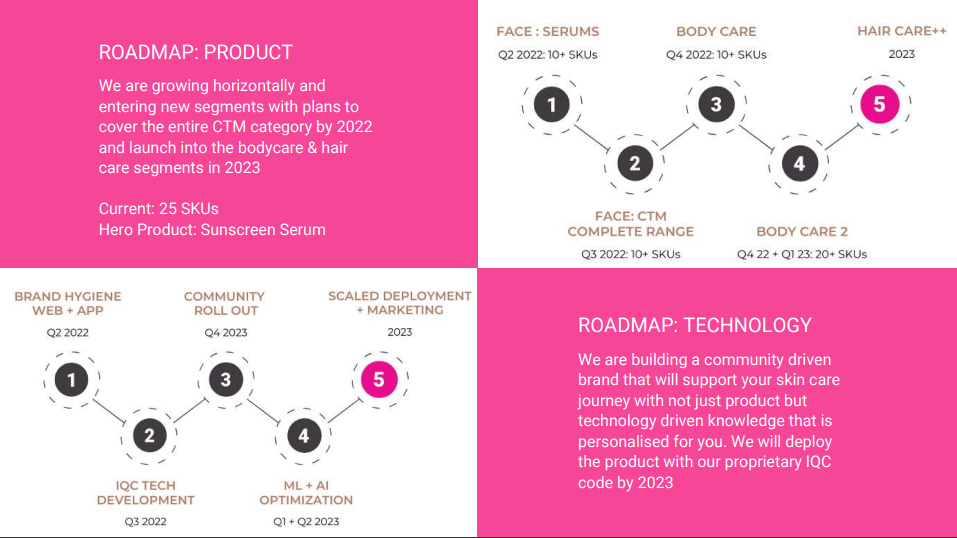 ROADMAP: PRODUCT
We are growing horizontally and
entering new segments with plans to
cover the entire CTM category by 2022
and launch into the bodycare & hair
care segments in 2023
Current: 25 SKUs
Hero Product: Sunscreen Serum
FACE : SERUMS
Q2 2022: 10+ SKUs
1
FACE: CTM
COMPLETE RANGE
Q3 2022: 10+ SKUs
2
BODY CARE
Q4 2022: 10+ SKUs
3
BODY CARE 2
Q4 22 + Q1 23: 20+ SKUs
4
HAIR CARE++
2023
5
BRAND HYGIENE
WEB + APP
Q2 2022
1
IQC TECH
DEVELOPMENT
Q3 2022
2
COMMUNITY
ROLL OUT
Q4 2023
3
ML + AI
OPTIMIZATION
Q1 + Q2 2023
4
SCALED DEPLOYMENT
+ MARKETING
2023
5
ROADMAP: TECHNOLOGY
We are building a community driven
brand that will support your skin care
journey with not just product but
technology driven knowledge that is
personalised for you. We will deploy
the product with our proprietary IQC
code by 2023